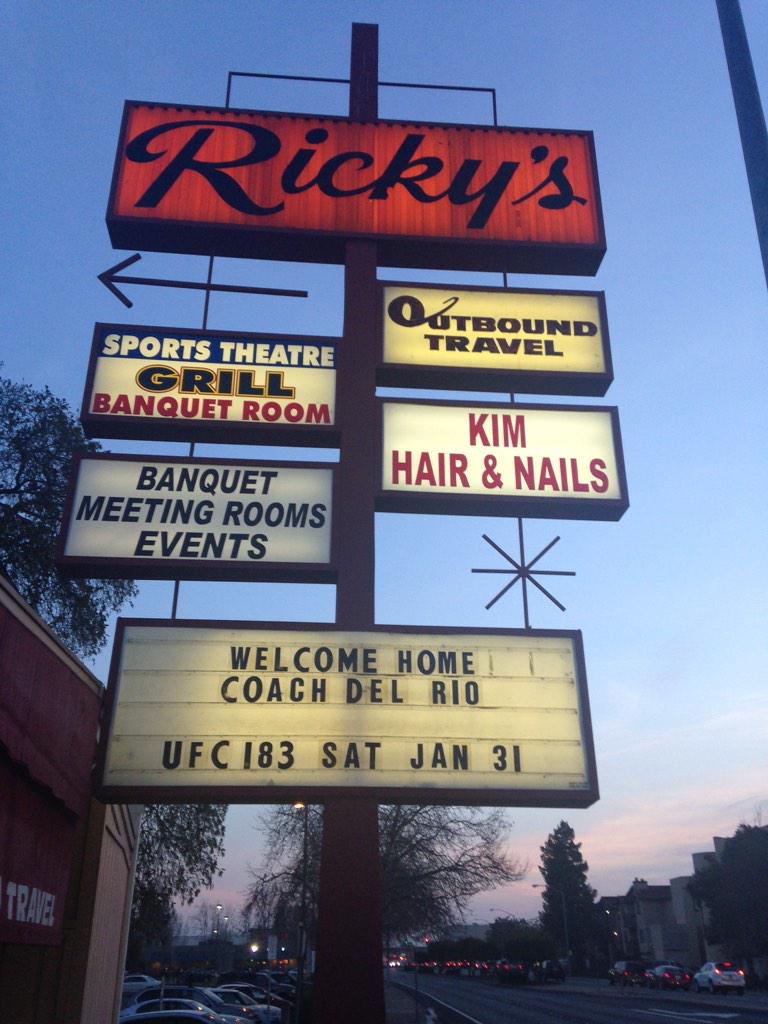 Ricky's
OUTBOUND
TRAVEL
SPORTS THEATRE
GRILL
BANQUET ROOM
KIM
HAIR & NAILS
BANQUET
MEETING ROOMS
EVENTS
WELCOME HOME
COACH DEL RIO
UFC 183 SAT JAN 31
TRAVEL